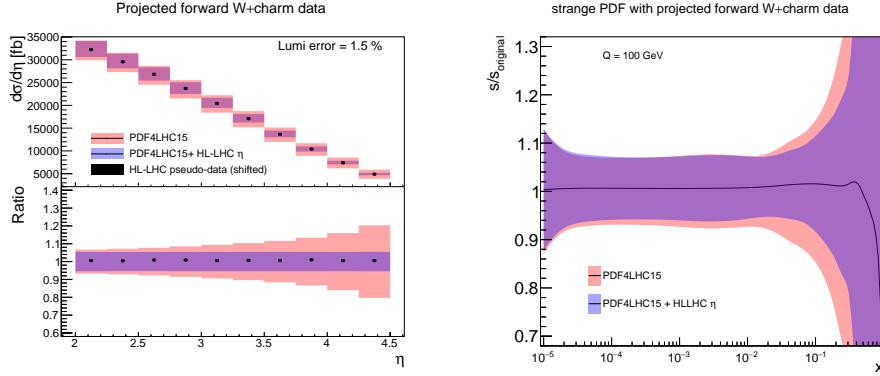 Projected forward W+charm data
dσ/dη [fb]
35000
30000
25000
20000
15000
10000
5000
Lumi error = 1.5 %
PDF4LHC15
PDF4LHC15+ HL-LHC η
HL-LHC pseudo-data (shifted)
Ratio
1.4
1.3
1.2
1.1
1
0.9
0.8
0.7
0.6
2 2.5 3 3.5 4 4.5
η
strange PDF with projected forward W+charm data
s/s_original
1.3
1.2
1.1
1
0.9
0.8
0.7
Q = 100 GeV
PDF4LHC15
PDF4LHC15 + HLLHC η
10⁻⁵ 10⁻⁴ 10⁻³ 10⁻² 10⁻¹
x